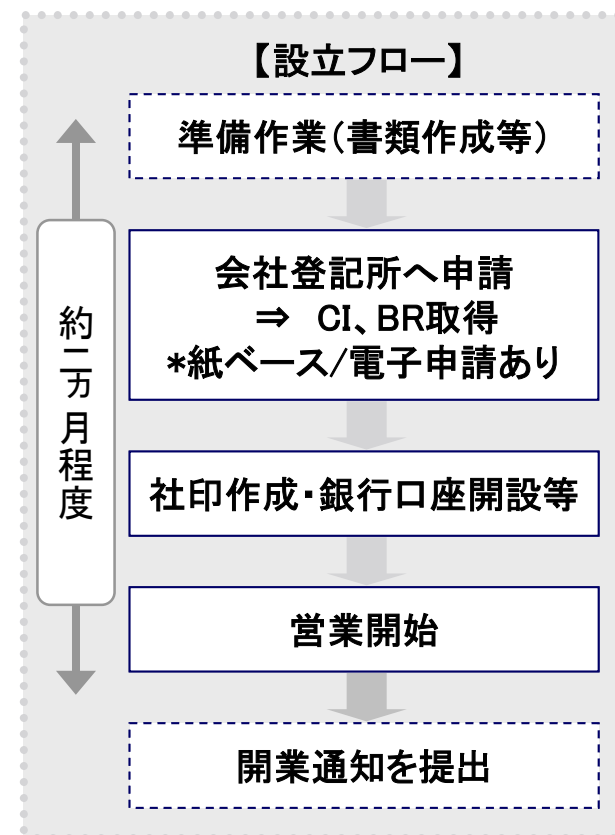 【設立フロー】
準備作業(書類作成等)
会社登記所へ申請
⇒ CI、BR取得
*紙ベース/電子申請あり
約二ヵ月程度
社印作成・銀行口座開設等
営業開始
開業通知を提出